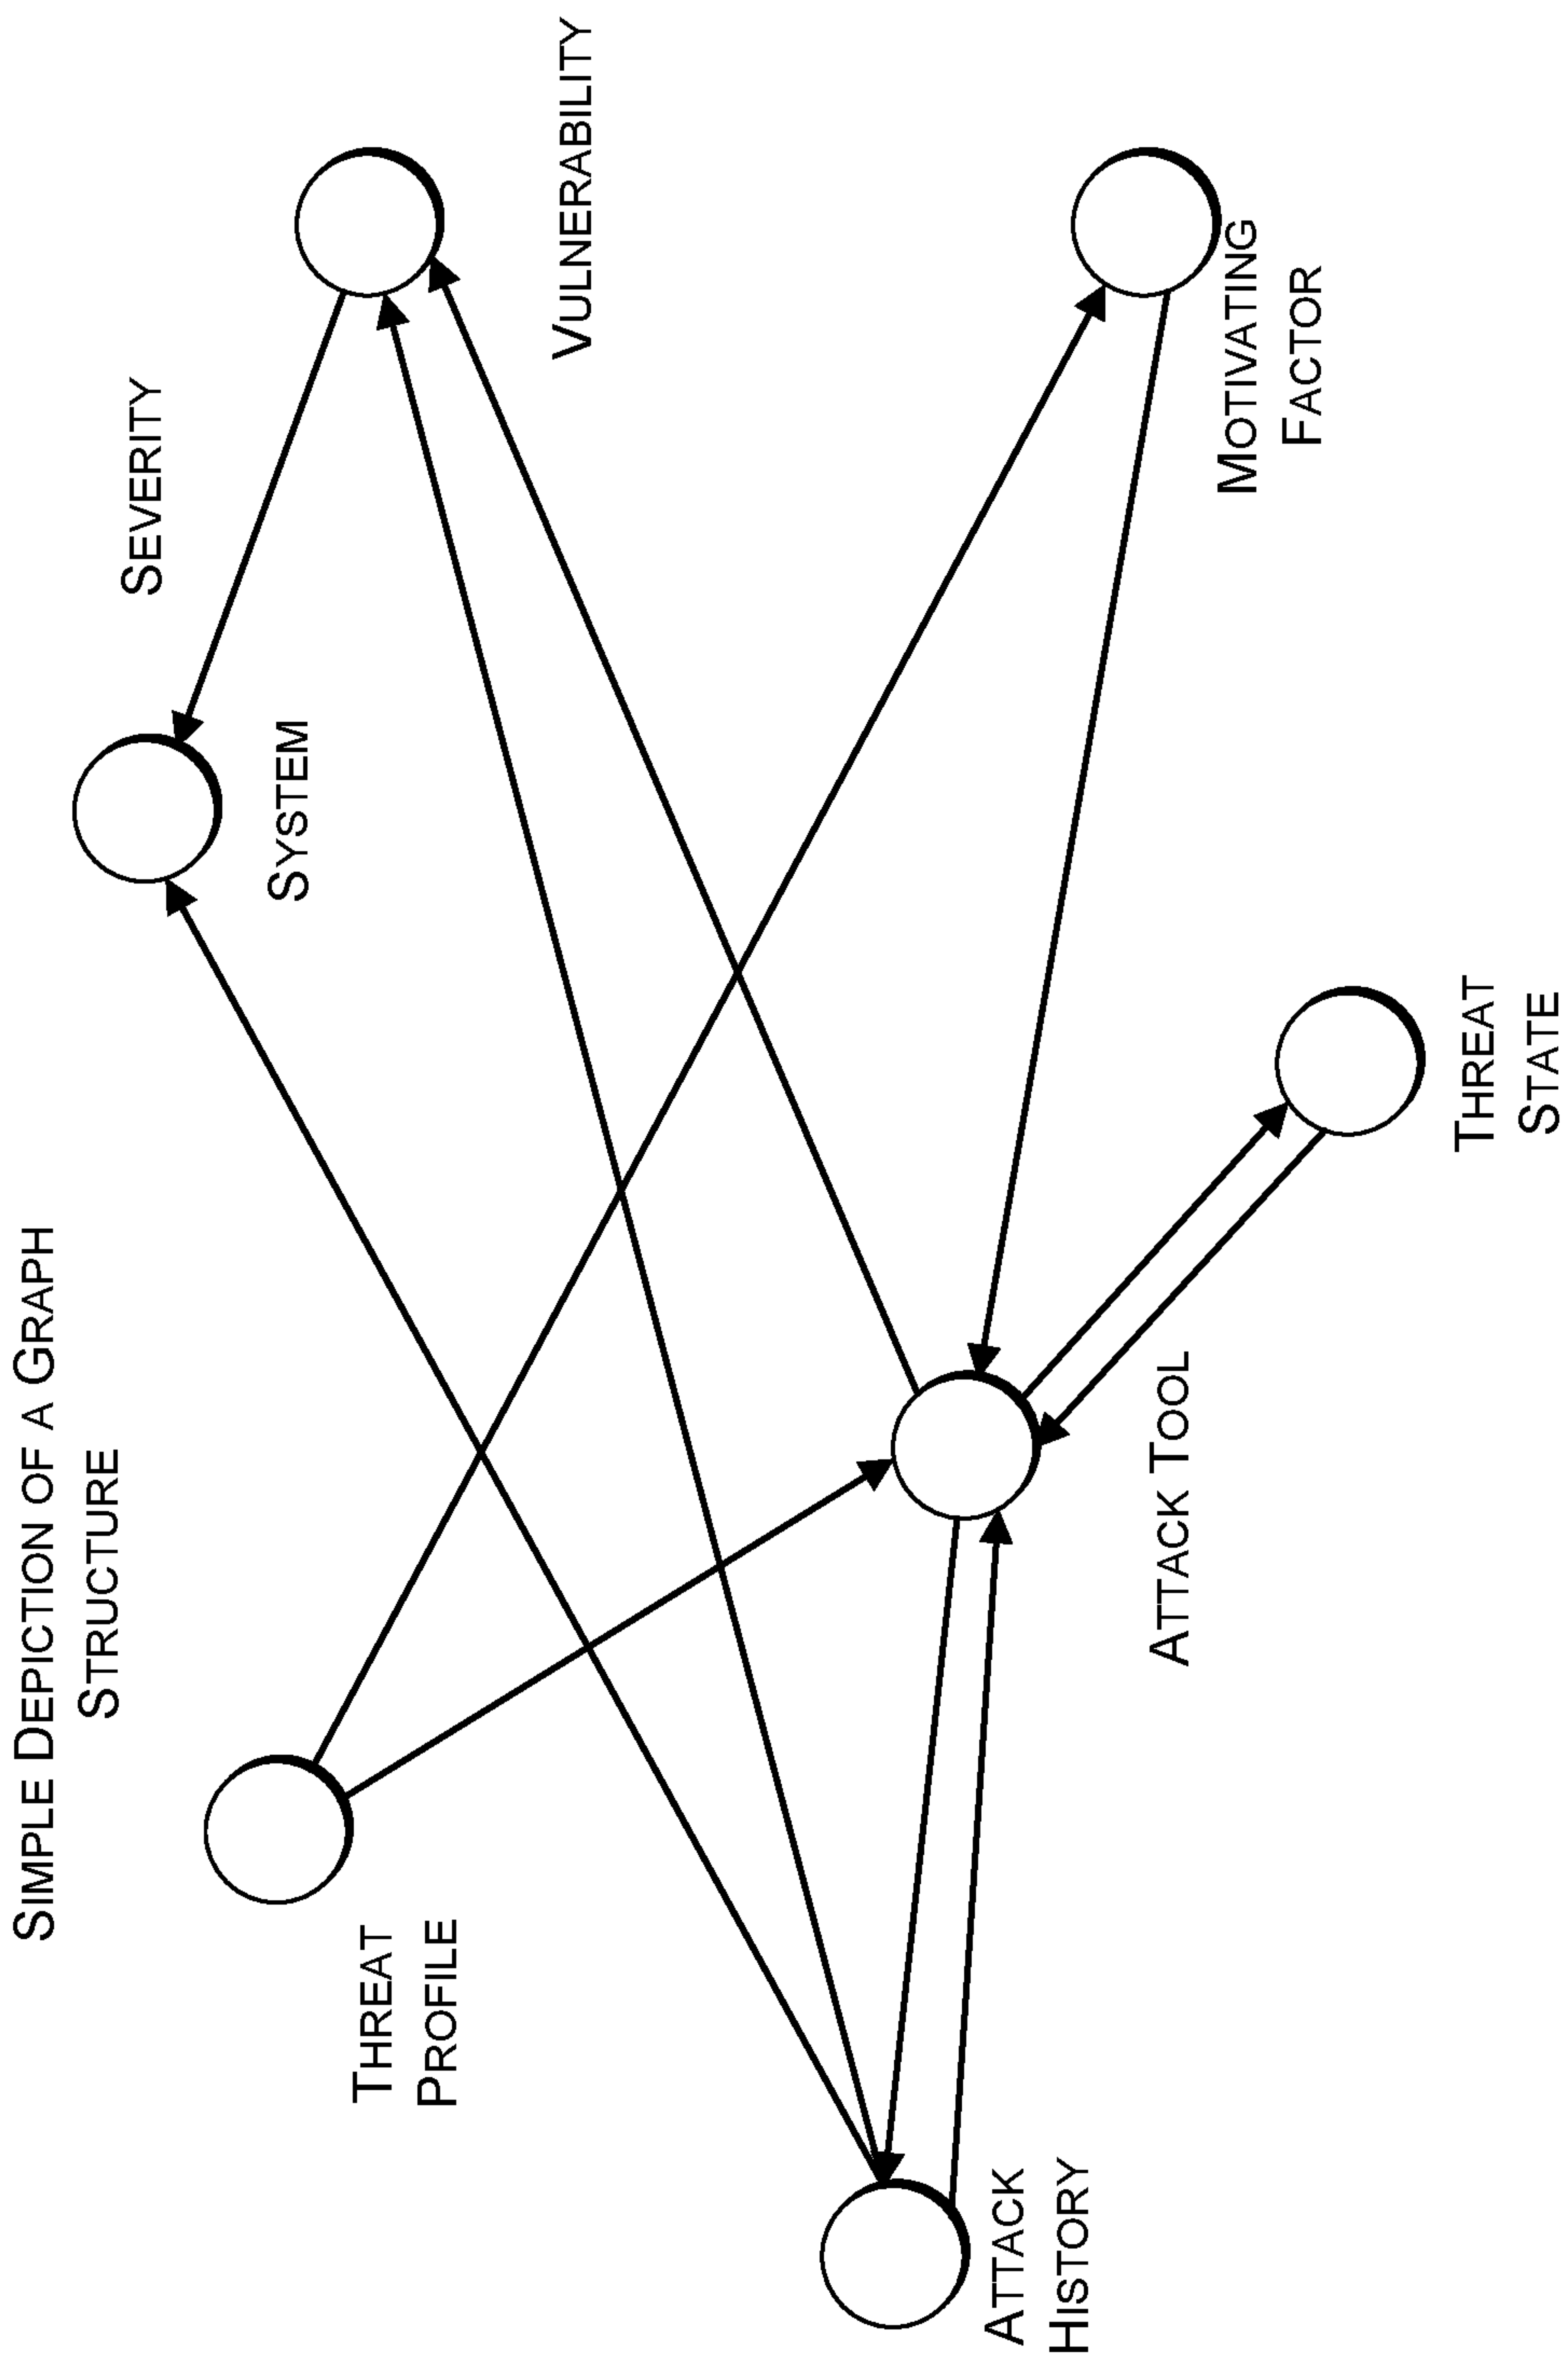 SIMPLE DEPICTION OF A GRAPH
STRUCTURE
SEVERITY
SYSTEM
VULNERABILITY
THREAT
PROFILE
ATTACK
HISTORY
ATTACK TOOL
THREAT
STATE
MOTIVATING
FACTOR